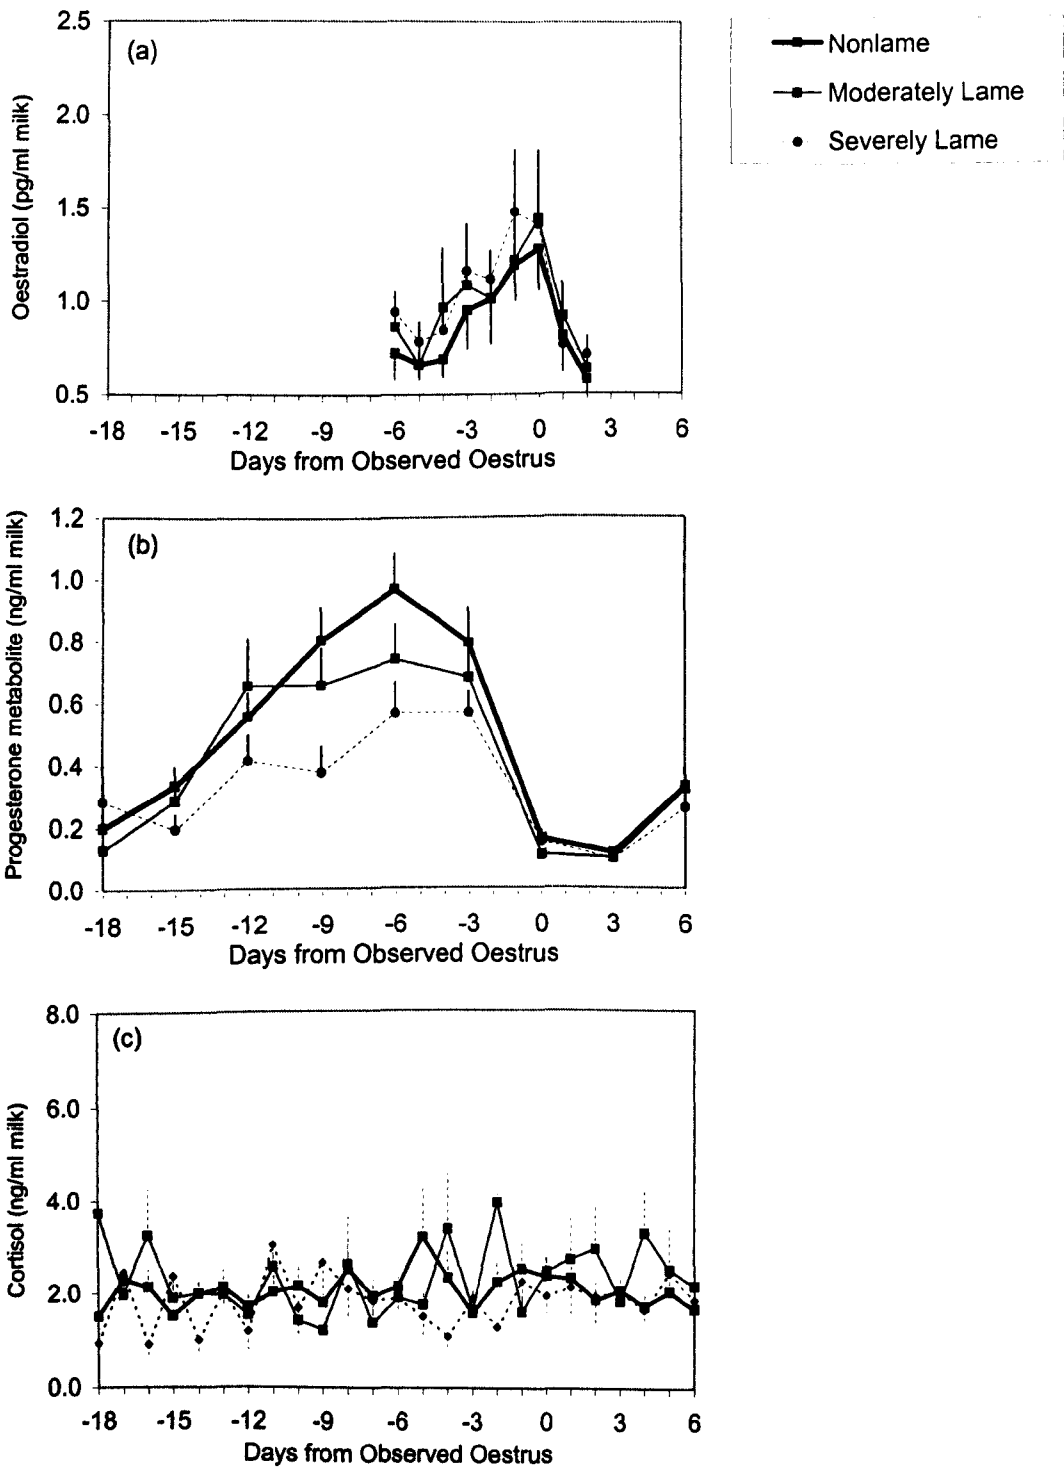 (a)
2.5
2.0
1.5
1.0
0.5
Oestradiol (pg/ml milk)
-18 -15 -12 -9 -6 -3 0 3 6
Days from Observed Oestrus
Nonlame
Moderately Lame
Severely Lame
(b)
1.2
1.0
0.8
0.6
0.4
0.2
0.0
Progesterone metabolite (ng/ml milk)
-18 -15 -12 -9 -6 -3 0 3 6
Days from Observed Oestrus
(c)
8.0
6.0
4.0
2.0
0.0
Cortisol (ng/ml milk)
-18 -15 -12 -9 -6 -3 0 3 6
Days from Observed Oestrus